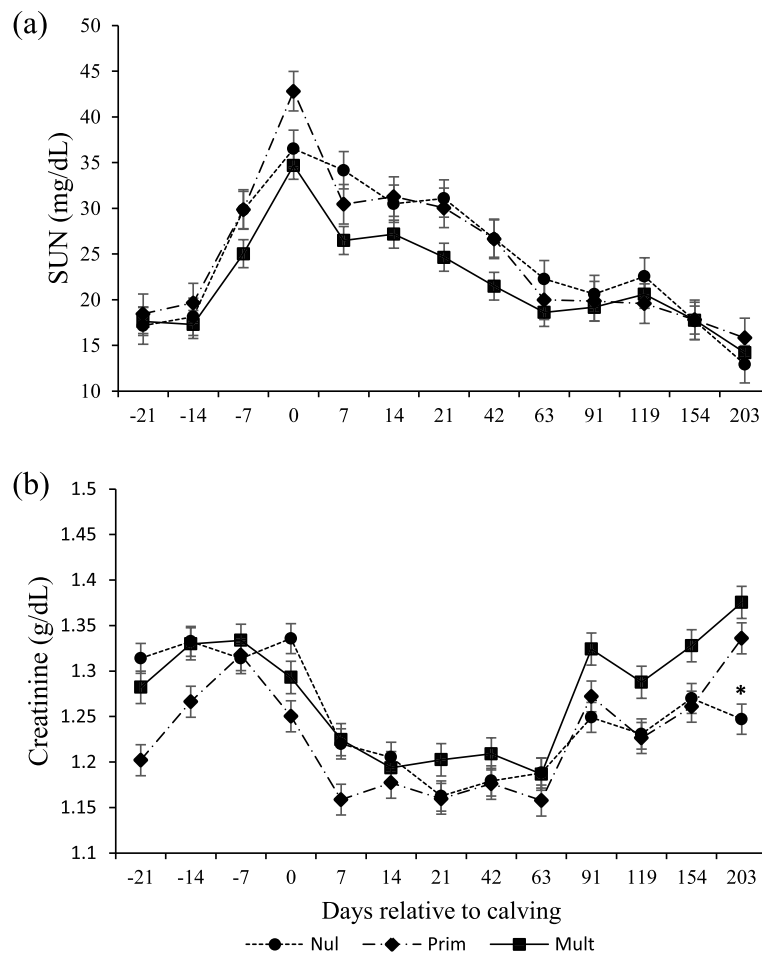 (a)
SUN (mg/dL)
50
45
40
35
30
25
20
15
10
-21 -14 -7 0 7 14 21 42 63 91 119 154 203
(b)
Creatinine (g/dL)
1.5
1.45
1.4
1.35
1.3
1.25
1.2
1.15
1.1
*
-21 -14 -7 0 7 14 21 42 63 91 119 154 203
Days relative to calving
Nul Prim Mult